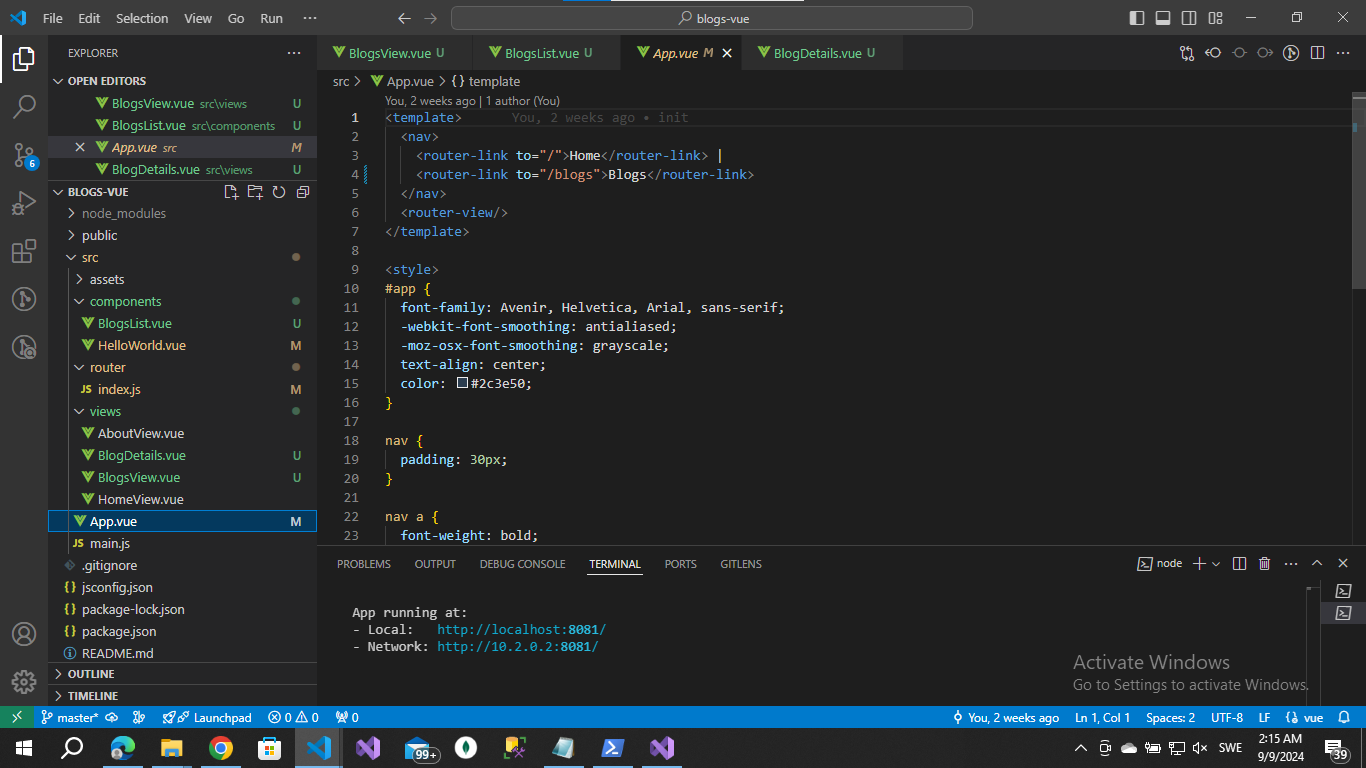 File Edit Selection View Go Run ··· blogs-vue
EXPLORER ···
OPEN EDITORS
BlogsView.vue src\views U
BlogsList.vue src\components U
App.vue src M
BlogDetails.vue src\views U
BLOGS-VUE
node_modules
public
src
assets
components
BlogsList.vue U
HelloWorld.vue M
router
JS index.js M
views
AboutView.vue
BlogDetails.vue U
BlogsView.vue U
HomeView.vue
App.vue M
JS main.js
.gitignore
{} jsconfig.json
{} package-lock.json
{} package.json
README.md
OUTLINE
TIMELINE
6
BlogsView.vue U BlogsList.vue U App.vue M BlogDetails.vue U
src > App.vue > {} template
You, 2 weeks ago | 1 author (You)
1 <template> You, 2 weeks ago • init
2 <nav>
3 <router-link to="/">Home</router-link> |
4 <router-link to="/blogs">Blogs</router-link>
5 </nav>
6 <router-view/>
7 </template>
8
9 <style>
10 #app {
11 font-family: Avenir, Helvetica, Arial, sans-serif;
12 -webkit-font-smoothing: antialiased;
13 -moz-osx-font-smoothing: grayscale;
14 text-align: center;
15 color: #2c3e50;
16 }
17
18 nav {
19 padding: 30px;
20 }
21
22 nav a {
23 font-weight: bold;
PROBLEMS OUTPUT DEBUG CONSOLE TERMINAL PORTS GITLENS node
App running at:
- Local: http://localhost:8081/
- Network: http://10.2.0.2:8081/
Activate Windows
Go to Settings to activate Windows.
master* Launchpad 0 0 0 You, 2 weeks ago Ln 1, Col 1 Spaces: 2 UTF-8 LF vue
99+ SWE 2:15 AM
9/9/2024 39